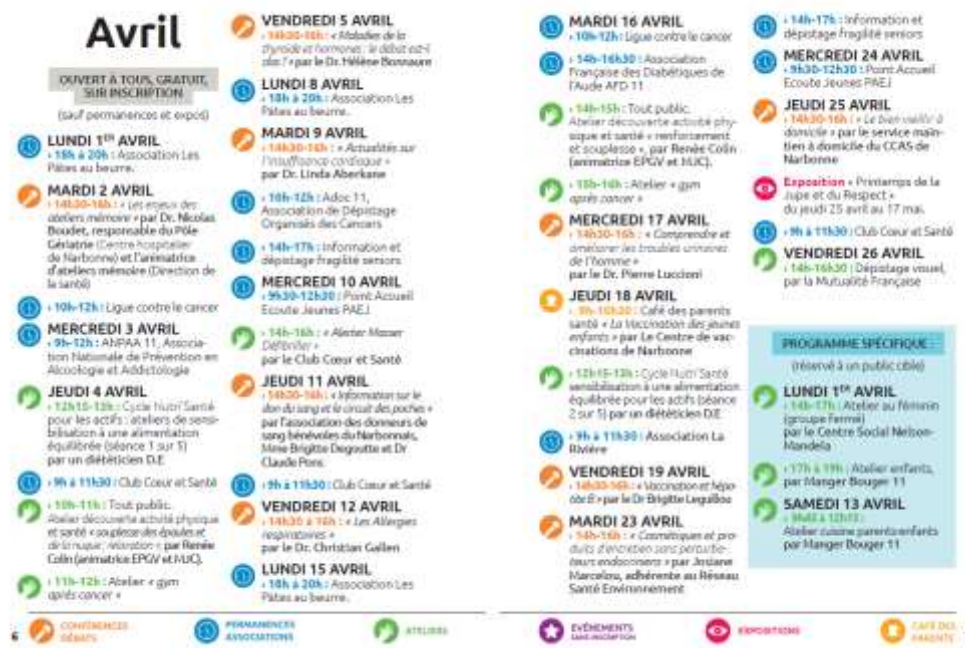 Avril
OUVERT À TOUS, GRATUIT,
SUR INSCRIPTION
(sauf permanences et expos)
LUNDI 1ER AVRIL
• 18h à 20h : Association Les
Pâtes au beurre.
MARDI 2 AVRIL
• 14h30-16h : « Les enjeux des
ateliers mémoire » par Dr. Nicolas
Boudet, responsable du Pôle
Gériatrie (Centre hospitalier
de Narbonne) et l'animatrice
d'ateliers mémoire (Direction de
la santé)
• 10h-12h : Ligue contre le cancer
MERCREDI 3 AVRIL
• 9h-12h : ANPAA 11, Associa-
tion Nationale de Prévention en
Alcoologie et Addictologie
JEUDI 4 AVRIL
• 12h15-13h : Cycle Nutri'Santé
pour les actifs : ateliers de sensi-
bilisation à une alimentation
équilibrée (séance 1 sur 5)
par un diététicien D.E
• 9h à 11h30 : Club Cœur et Santé
• 10h-11h : Tout public.
Atelier découverte activité physique
et santé « souplesse des épaules et
de la nuque, relaxation » par Renée
Colin (animatrice EPGV et MJC).
• 11h-12h : Atelier « gym
après cancer »
VENDREDI 5 AVRIL
• 14h30-16h : « Maladies de la
thyroïde et hormones : le début est-il
clos ? » par le Dr. Hélène Bonnaure
LUNDI 8 AVRIL
• 18h à 20h : Association Les
Pâtes au beurre.
MARDI 9 AVRIL
• 14h30-16h : « Actualités sur
l'insuffisance cardiaque »
par Dr. Linda Aberkane
• 10h-12h : Adoc 11,
Association de Dépistage
Organisés des Cancers
• 14h-17h : Information et
dépistage fragilité seniors
MERCREDI 10 AVRIL
• 9h30-12h30 : Point Accueil
Ecoute Jeunes PAEJ
• 14h-16h : « Alerter Masser
Défibriller »
par le Club Cœur et Santé
JEUDI 11 AVRIL
• 14h30-16h : « Information sur le
don du sang et le circuit des poches »
par l'association des donneurs de
sang bénévoles du Narbonnais,
Mme Brigitte Degoutte et Dr
Claude Pons.
• 9h à 11h30 : Club Cœur et Santé
VENDREDI 12 AVRIL
• 14h30 à 16h : « Les Allergies
respiratoires »
par le Dr. Christian Gallen
LUNDI 15 AVRIL
• 18h à 20h : Association Les
Pâtes au beurre.
MARDI 16 AVRIL
• 10h-12h : Ligue contre le cancer
• 14h-16h30 : Association
Française des Diabétiques de
l'Aude AFD 11
• 14h-15h : Tout public.
Atelier découverte activité phy-
sique et santé « renforcement
et souplesse », par Renée Colin
(animatrice EPGV et MJC).
• 15h-16h : Atelier « gym
après cancer »
MERCREDI 17 AVRIL
• 14h30-16h : « Comprendre et
améliorer les troubles urinaires
de l'homme »
par le Dr. Pierre Luccioni
JEUDI 18 AVRIL
• 9h-10h30 : Café des parents
santé « La Vaccination des jeunes
enfants » par Le Centre de vac-
cinations de Narbonne
• 12h15-13h : Cycle Nutri'Santé
sensibilisation à une alimentation
équilibrée pour les actifs (séance
2 sur 5) par un diététicien D.E
• 9h à 11h30 : Association La
Rivière
VENDREDI 19 AVRIL
• 14h30-16h : « Vaccination et hépa-
tite B » par le Dr Brigitte Leguillou
MARDI 23 AVRIL
• 14h-16h : « Cosmétiques et pro-
duits d'entretien sans perturba-
teurs endocriniens » par Josiane
Marcelou, adhérente au Réseau
Santé Environnement
• 14h-17h : Information et
dépistage fragilité seniors
MERCREDI 24 AVRIL
• 9h30-12h30 : Point Accueil
Ecoute Jeunes PAEJ
JEUDI 25 AVRIL
• 14h30-16h : « Le bien vieillir à
domicile » par le service main-
tien à domicile du CCAS de
Narbonne
Exposition « Printemps de la
Jupe et du Respect »
du jeudi 25 avril au 17 mai.
• 9h à 11h30 : Club Cœur et Santé
VENDREDI 26 AVRIL
• 14h-16h30 : Dépistage visuel,
par la Mutualité Française
PROGRAMME SPÉCIFIQUE
(réservé à un public cible)
LUNDI 1ER AVRIL
• 14h-17h : Atelier au féminin
(groupe fermé)
par le Centre Social Nelson-
Mandela
• 17h à 19h : Atelier enfants,
par Manger Bouger 11
SAMEDI 13 AVRIL
Atelier cuisine parents-enfants
par Manger Bouger 11
6
CONFÉRENCES
DÉBATS
PERMANENCES
ASSOCIATIONS
ATELIERS
EVÉNEMENTS
SANS INSCRIPTION
EXPOSITIONS
CAFÉ DES
PARENTS